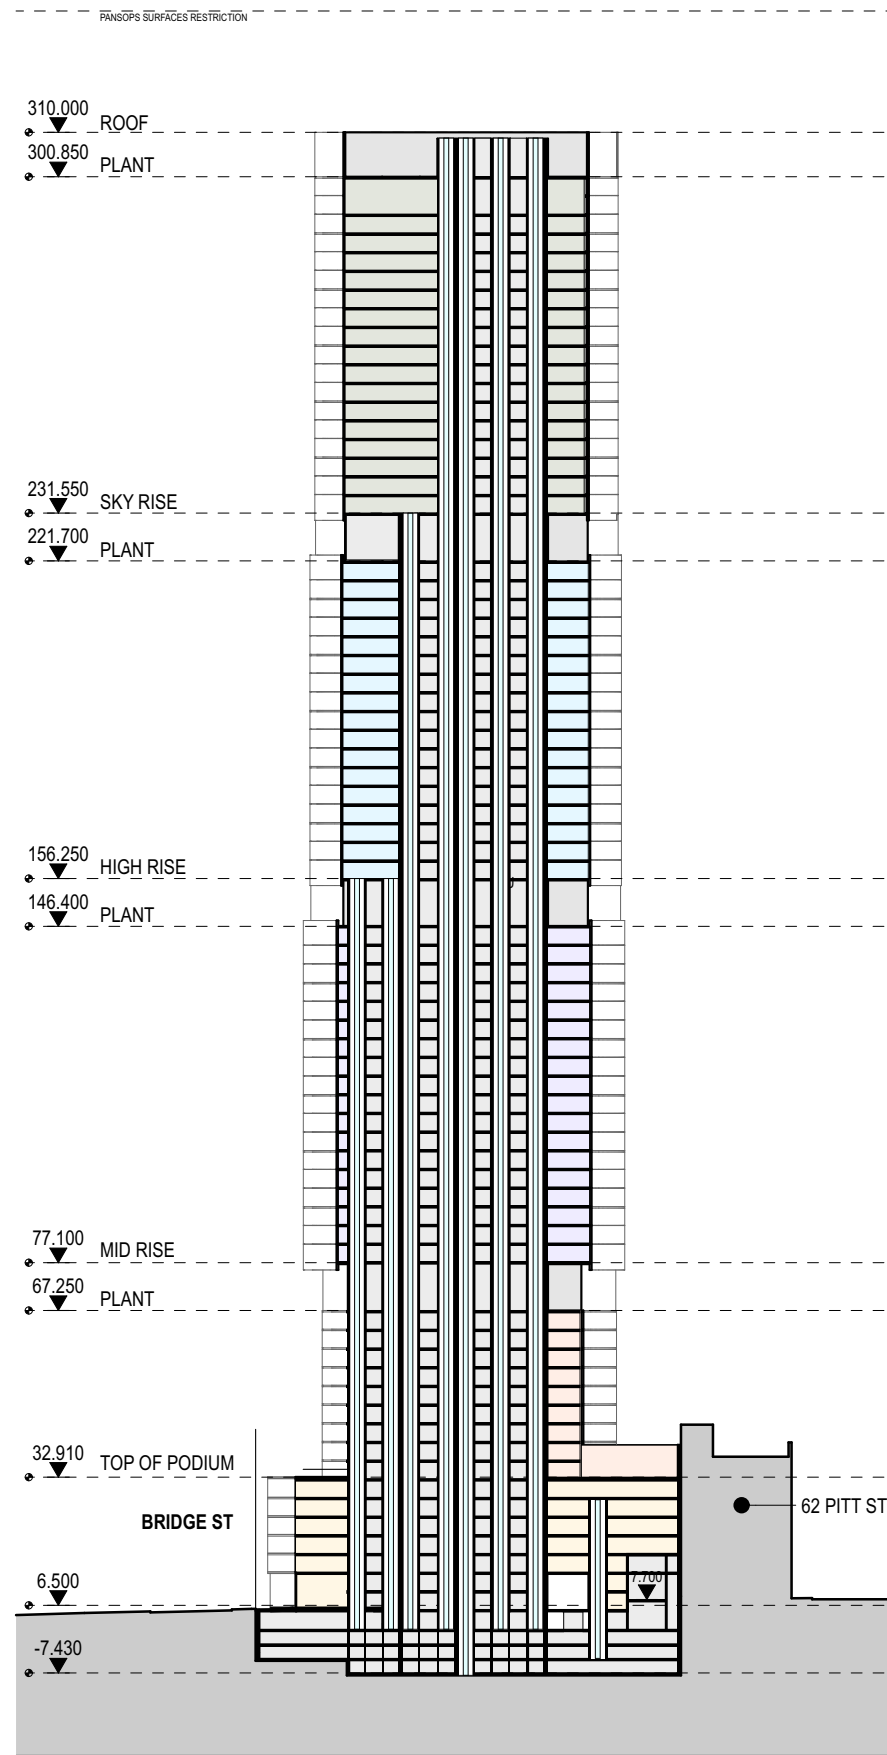 PANSOPS SURFACES RESTRICTION
310.000 ROOF
300.850 PLANT
231.550 SKY RISE
221.700 PLANT
156.250 HIGH RISE
146.400 PLANT
77.100 MID RISE
67.250 PLANT
32.910 TOP OF PODIUM
BRIDGE ST
62 PITT ST
6.500
7.700
-7.430